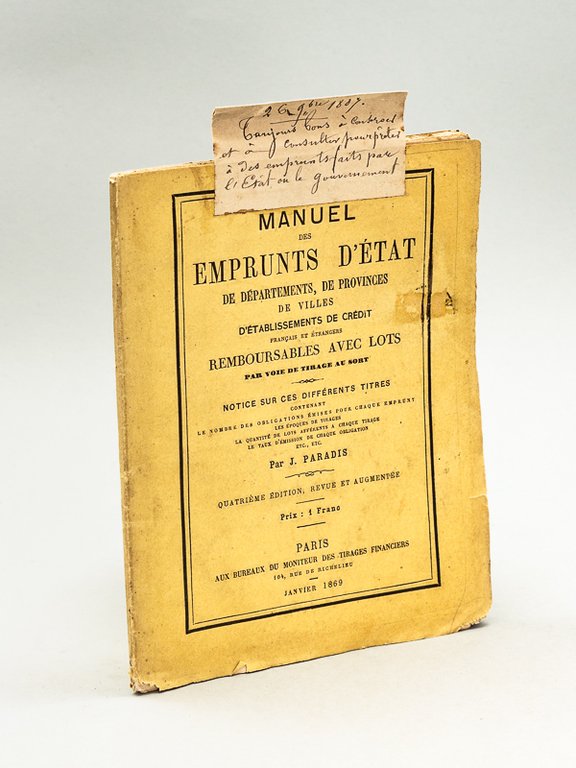 26 9bre 1887.
Toujours bons à conserver
et à consulter pour prêter
à des emprunts faits par
l'État ou le gouvernement
MANUEL
DES
EMPRUNTS D'ÉTAT
DE DÉPARTEMENTS, DE PROVINCES
DE VILLES
D'ÉTABLISSEMENTS DE CRÉDIT
FRANÇAIS ET ÉTRANGERS
REMBOURSABLES AVEC LOTS
PAR VOIE DE TIRAGE AU SORT
NOTICE SUR CES DIFFÉRENTS TITRES
CONTENANT
LE NOMBRE DES OBLIGATIONS ÉMISES POUR CHAQUE EMPRUNT
LES ÉPOQUES DE TIRAGES
LA QUANTITÉ DE LOTS AFFÉRENTS A CHAQUE TIRAGE
LE TAUX D'ÉMISSION DE CHAQUE OBLIGATION
ETC., ETC.
Par J. PARADIS
QUATRIÈME ÉDITION, REVUE ET AUGMENTÉE
Prix : 1 Franc
PARIS
AUX BUREAUX DU MONITEUR DES TIRAGES FINANCIERS
104, RUE DE RICHELIEU
JANVIER 1869